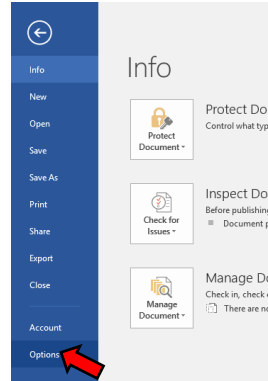 Info
New
Open
Save
Save As
Print
Share
Export
Close
Account
Options
Info
Protect Document
Protect Do
Control what typ
Check for Issues
Inspect Do
Before publishing
Document p
Manage Document
Manage Do
Check in, check
There are no